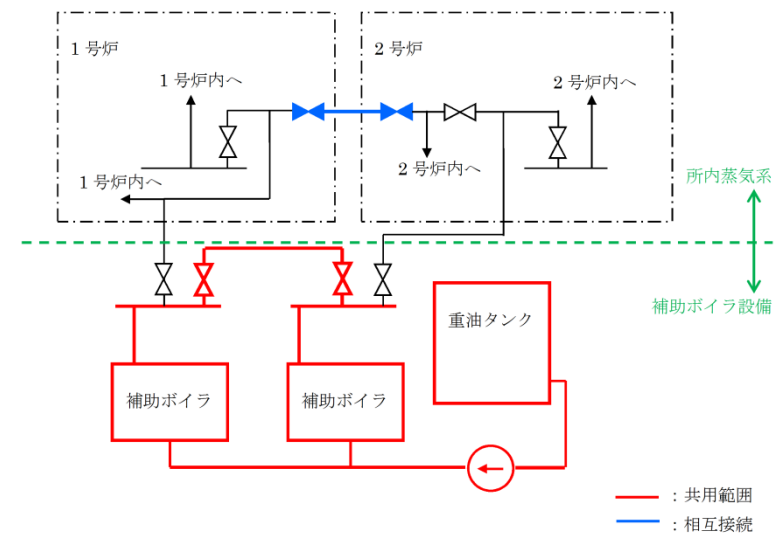 1号炉
2号炉
1号炉内へ
2号炉内へ
2号炉内へ
1号炉内へ
所内蒸気系
補助ボイラ設備
重油タンク
補助ボイラ
補助ボイラ
：共用範囲
：相互接続